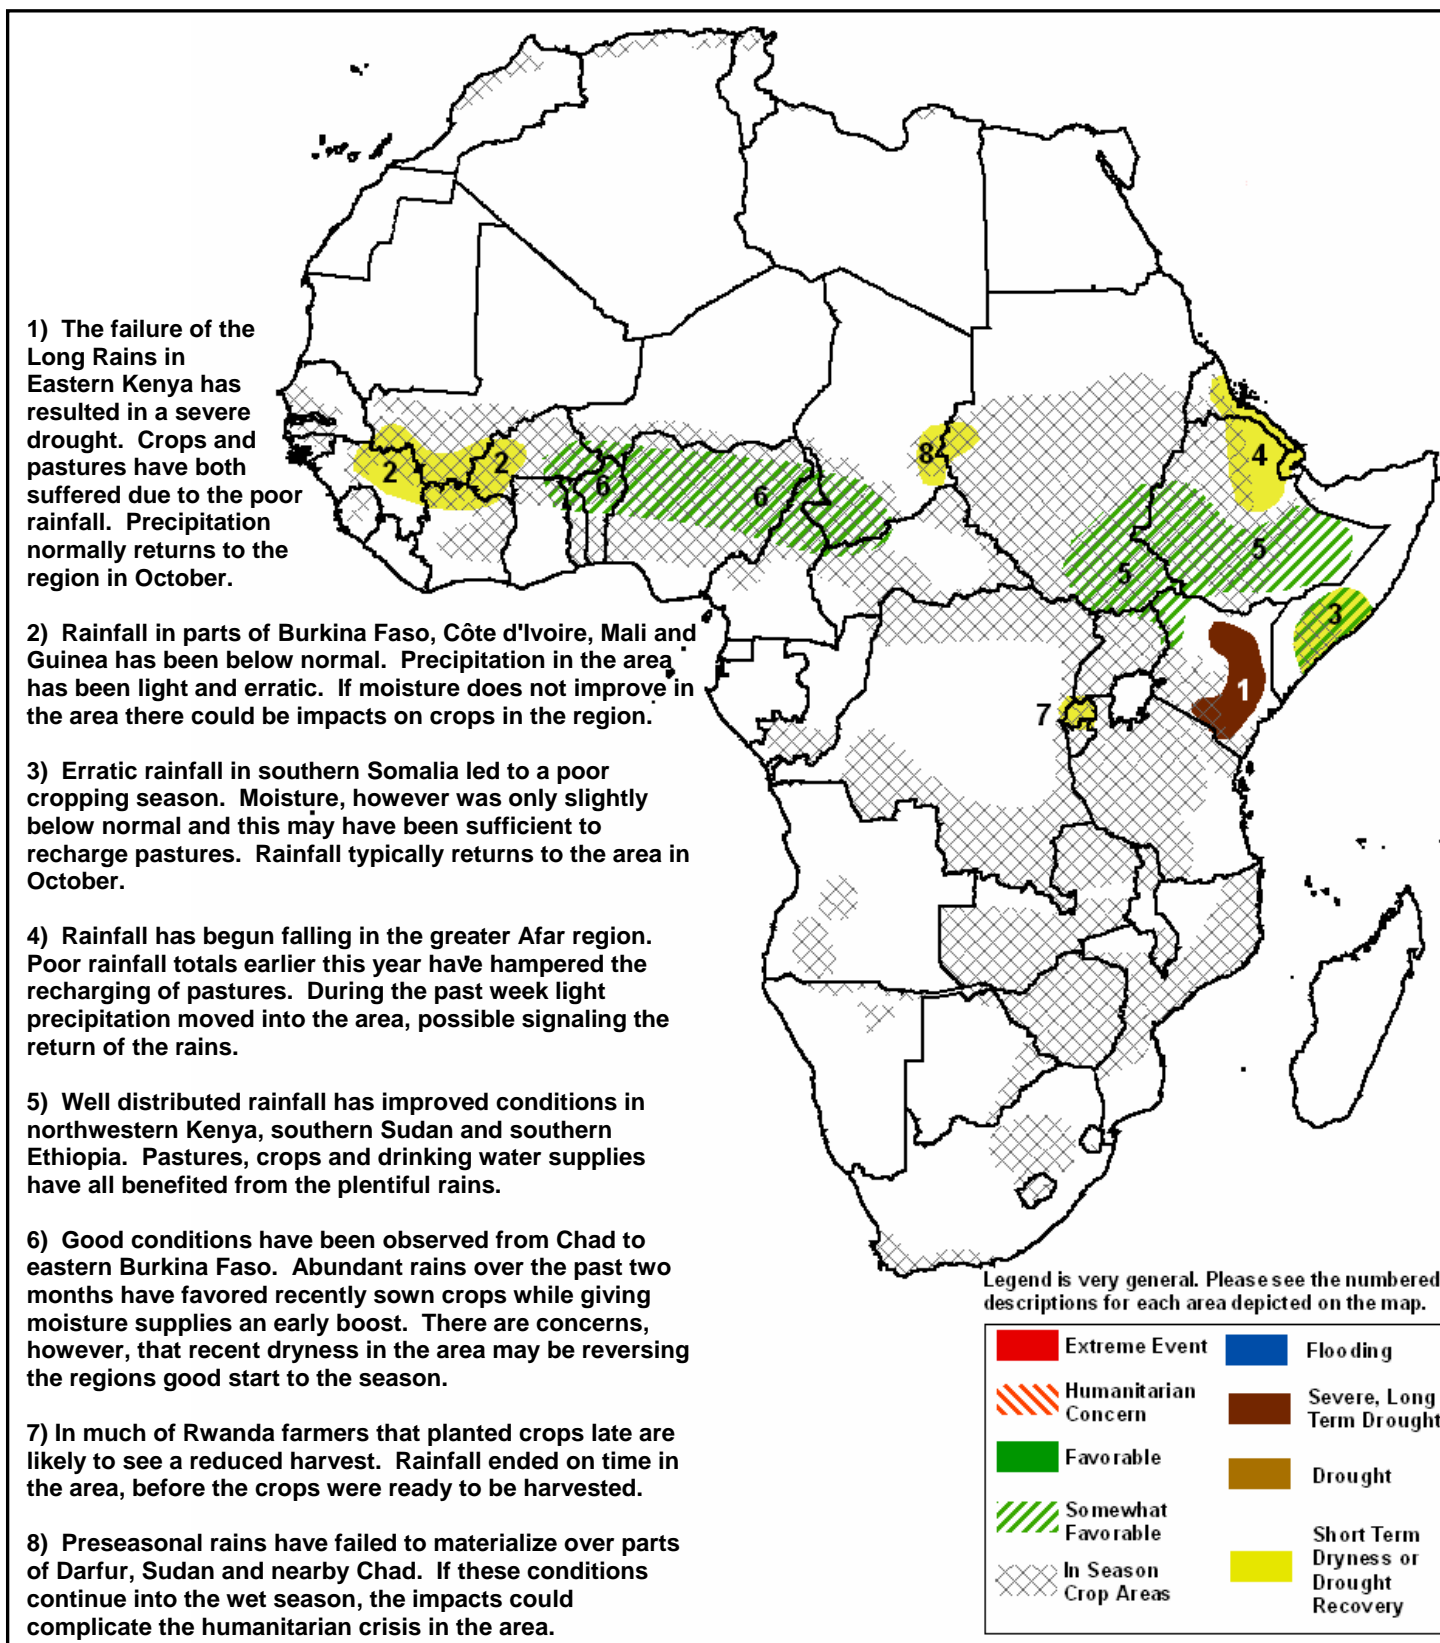 1)  The failure of the
Long Rains in
Eastern Kenya has
resulted in a severe
drought.  Crops and
pastures have both
suffered due to the poor
rainfall.  Precipitation
normally returns to the
region in October.
2)  Rainfall in parts of Burkina Faso, Côte d'Ivoire, Mali and
Guinea has been below normal.  Precipitation in the area
has been light and erratic.  If moisture does not improve in
the area there could be impacts on crops in the region.
3)  Erratic rainfall in southern Somalia led to a poor
cropping season.  Moisture, however was only slightly
below normal and this may have been sufficient to
recharge pastures.  Rainfall typically returns to the area in
October.
4)  Rainfall has begun falling in the greater Afar region.
Poor rainfall totals earlier this year have hampered the
recharging of pastures.  During the past week light
precipitation moved into the area, possible signaling the
return of the rains.
5)  Well distributed rainfall has improved conditions in
northwestern Kenya, southern Sudan and southern
Ethiopia.  Pastures, crops and drinking water supplies
have all benefited from the plentiful rains.
6)  Good conditions have been observed from Chad to
eastern Burkina Faso.  Abundant rains over the past two
months have favored recently sown crops while giving
moisture supplies an early boost.  There are concerns,
however, that recent dryness in the area may be reversing
the regions good start to the season.
7) In much of Rwanda farmers that planted crops late are
likely to see a reduced harvest.  Rainfall ended on time in
the area, before the crops were ready to be harvested.
8)  Preseasonal rains have failed to materialize over parts
of Darfur, Sudan and nearby Chad.  If these conditions
continue into the wet season, the impacts could
complicate the humanitarian crisis in the area.
2
2
6
6
8
4
5
5
3
1
7
Legend is very general. Please see the numbered
descriptions for each area depicted on the map.
Extreme Event
Humanitarian
Concern
Favorable
Somewhat
Favorable
In Season
Crop Areas
Flooding
Severe, Long
Term Drought
Drought
Short Term
Dryness or
Drought
Recovery